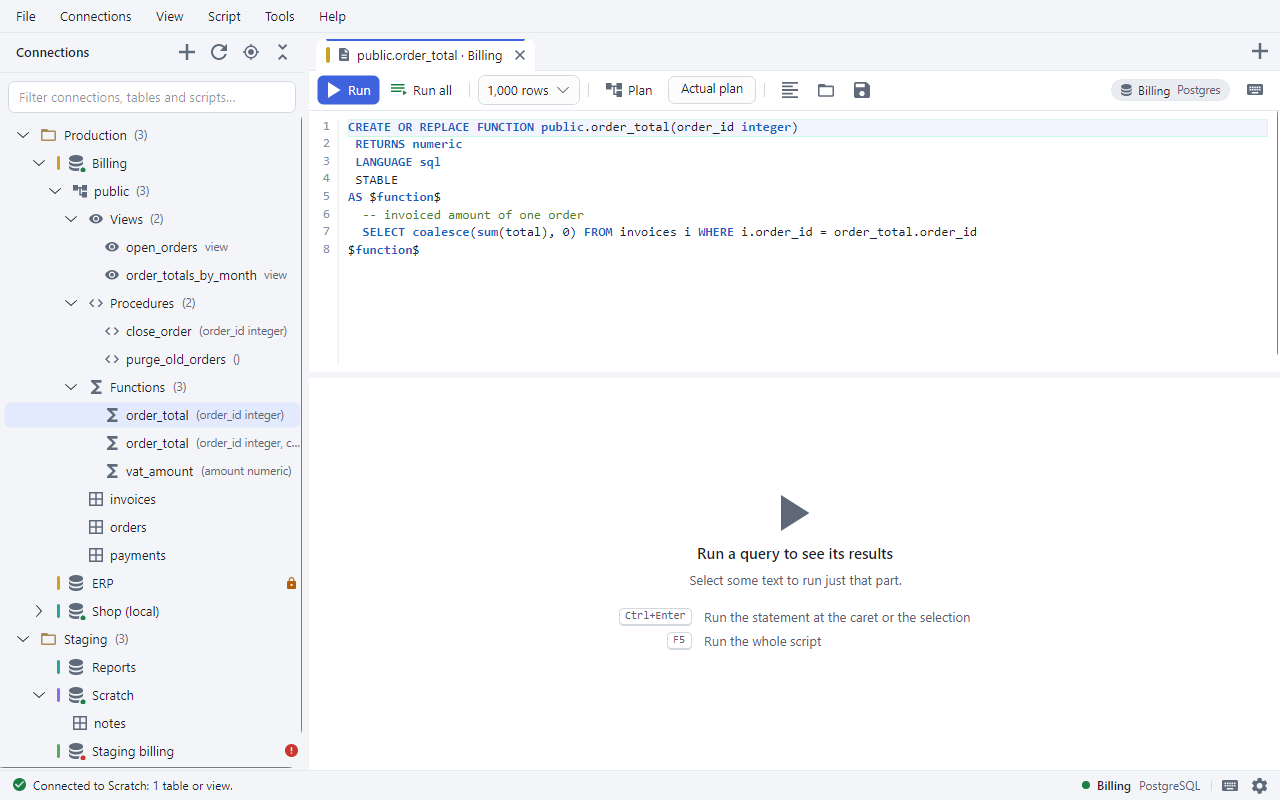 File Connections View Script Tools Help
Connections
public.order_total · Billing
Run Run all 1,000 rows Plan Actual plan Billing Postgres
Filter connections, tables and scripts...
Production (3)
Billing
public (3)
Views (2)
open_orders view
order_totals_by_month view
Procedures (2)
close_order (order_id integer)
purge_old_orders ()
Functions (3)
order_total (order_id integer)
order_total (order_id integer, c...
vat_amount (amount numeric)
invoices
orders
payments
ERP
Shop (local)
Staging (3)
Reports
Scratch
notes
Staging billing
1 CREATE OR REPLACE FUNCTION public.order_total(order_id integer)
2 RETURNS numeric
3 LANGUAGE sql
4 STABLE
5 AS $function$
6 -- invoiced amount of one order
7 SELECT coalesce(sum(total), 0) FROM invoices i WHERE i.order_id = order_total.order_id
8 $function$
Run a query to see its results
Select some text to run just that part.
Ctrl+Enter Run the statement at the caret or the selection
F5 Run the whole script
Connected to Scratch: 1 table or view.
Billing PostgreSQL